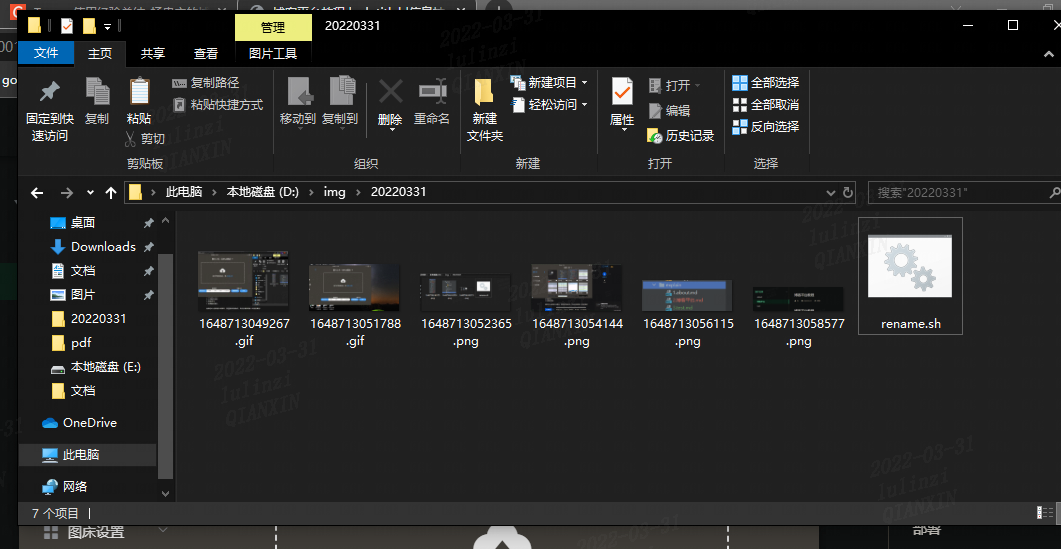 管理
20220331
文件
主页
共享
查看
图片工具
固定到快
速访问
复制
粘贴
复制路径
粘贴快捷方式
剪切
剪贴板
移动到
复制到
删除
重命名
组织
新建
文件夹
新建项目
轻松访问
新建
属性
打开
编辑
历史记录
打开
全部选择
全部取消
反向选择
选择
此电脑 本地磁盘 (D:) img 20220331
搜索"20220331"
桌面
Downloads
文档
图片
20220331
pdf
本地磁盘 (E:)
文档
OneDrive
此电脑
网络
1648713049267
.gif
1648713051788
.gif
1648713052365
.png
1648713054144
.png
1648713056115
.png
1648713058577
.png
rename.sh
7 个项目
图床设置
部署
2022-03-31
lulinzi
QIANXIN